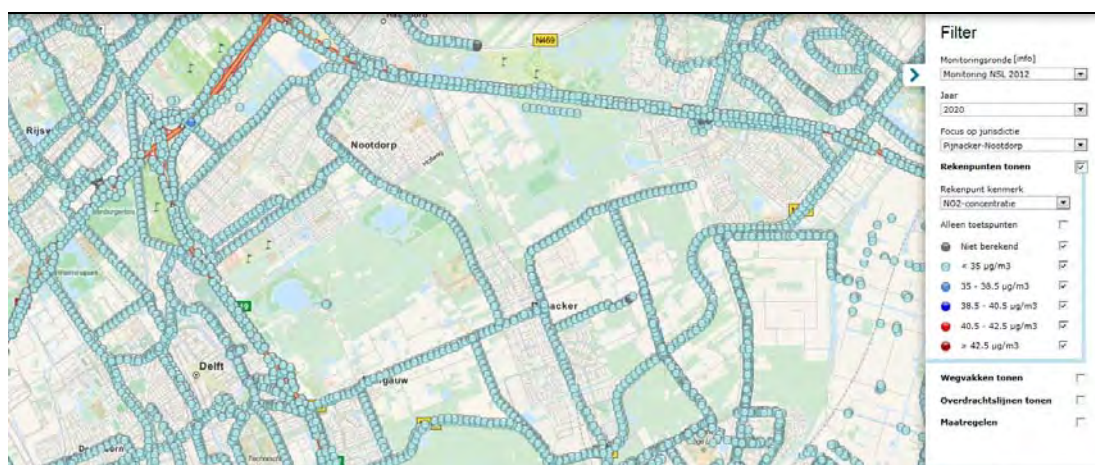 N469
Rijsw
Nootdorp
Delft
Filter
Monitoringsronde [info]
Monitoring NSL 2012
Jaar
2020
Focus op jurisdictie
Pijnacker-Nootdorp
Rekenpunten tonen
Rekenpunt kenmerk
NO2-concentratie
Alleen toetspunten
Niet berekend
< 35 µg/m3
35 - 38.5 µg/m3
38.5 - 40.5 µg/m3
40.5 - 42.5 µg/m3
≥ 42.5 µg/m3
Wegvakken tonen
Overdrachtslijnen tonen
Maatregelen